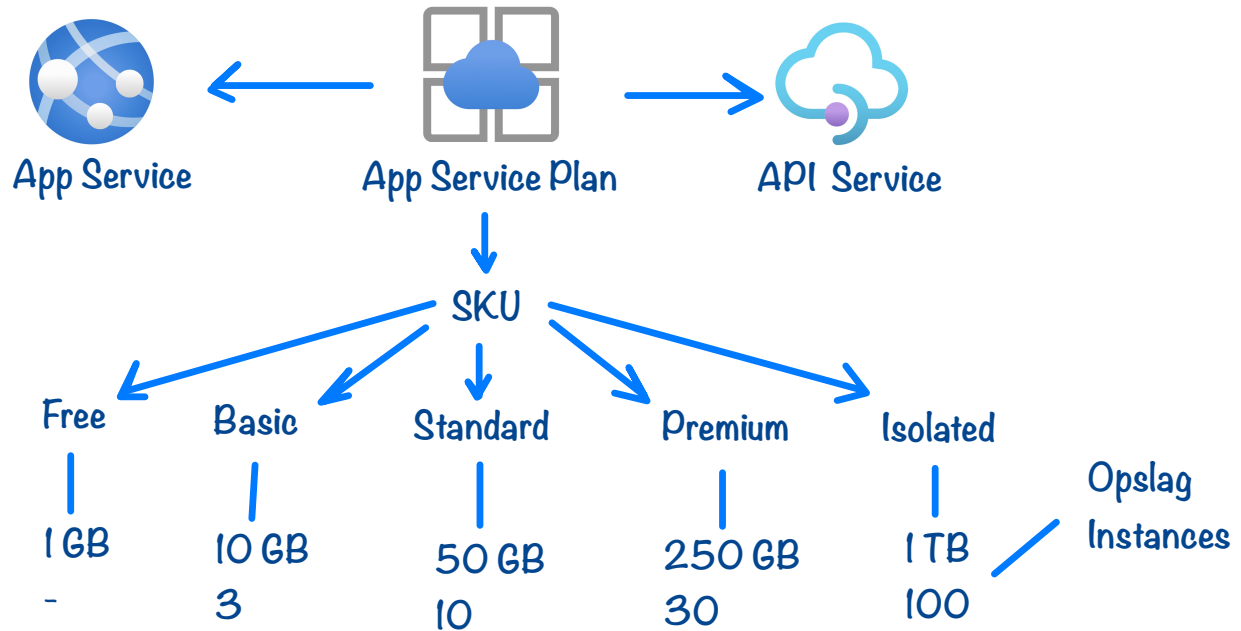 App Service
App Service Plan
API Service
SKU
Free
Basic
Standard
Premium
Isolated
Opslag
Instances
1 GB
10 GB
50 GB
250 GB
1 TB
-
3
10
30
100